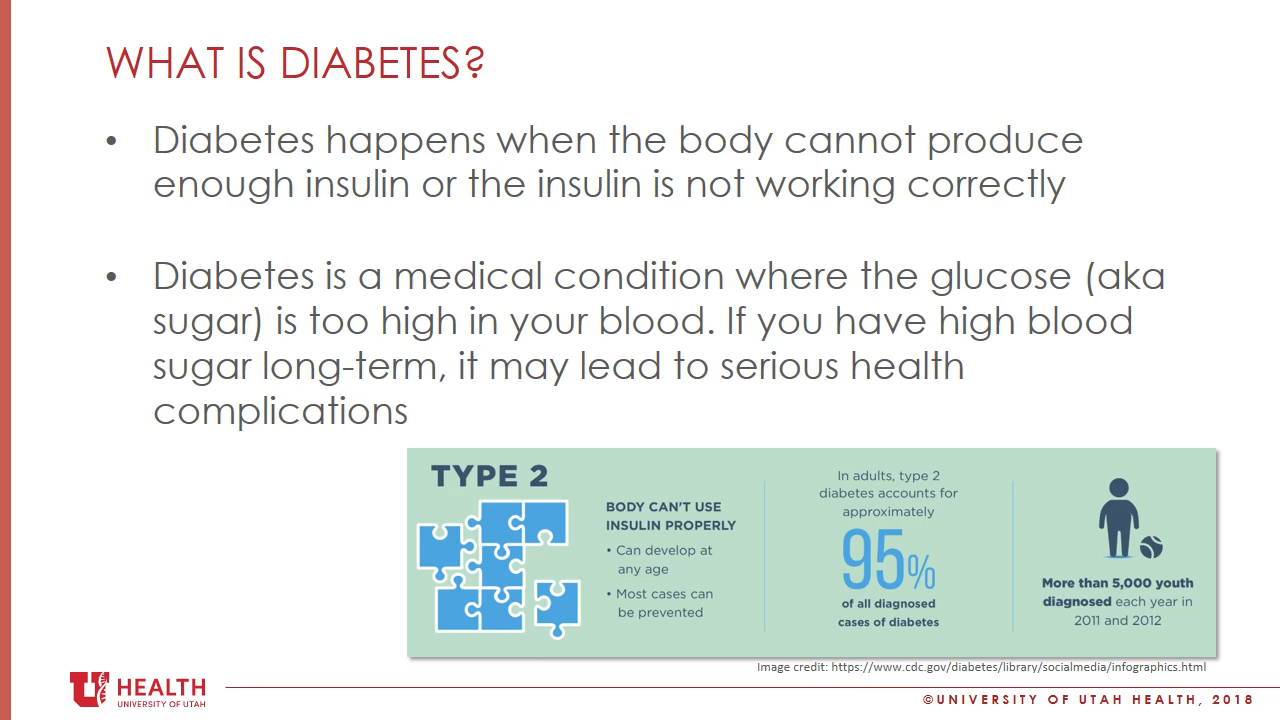 WHAT IS DIABETES?
• Diabetes happens when the body cannot produce
enough insulin or the insulin is not working correctly
• Diabetes is a medical condition where the glucose (aka
sugar) is too high in your blood. If you have high blood
sugar long-term, it may lead to serious health
complications
TYPE 2
BODY CAN'T USE
INSULIN PROPERLY
• Can develop at
any age
• Most cases can
be prevented
In adults, type 2
diabetes accounts for
approximately
95%
of all diagnosed
cases of diabetes
More than 5,000 youth
diagnosed each year in
2011 and 2012
Image credit: https://www.cdc.gov/diabetes/library/socialmedia/infographics.html
U HEALTH
UNIVERSITY OF UTAH
©UNIVERSITY OF UTAH HEALTH, 2018